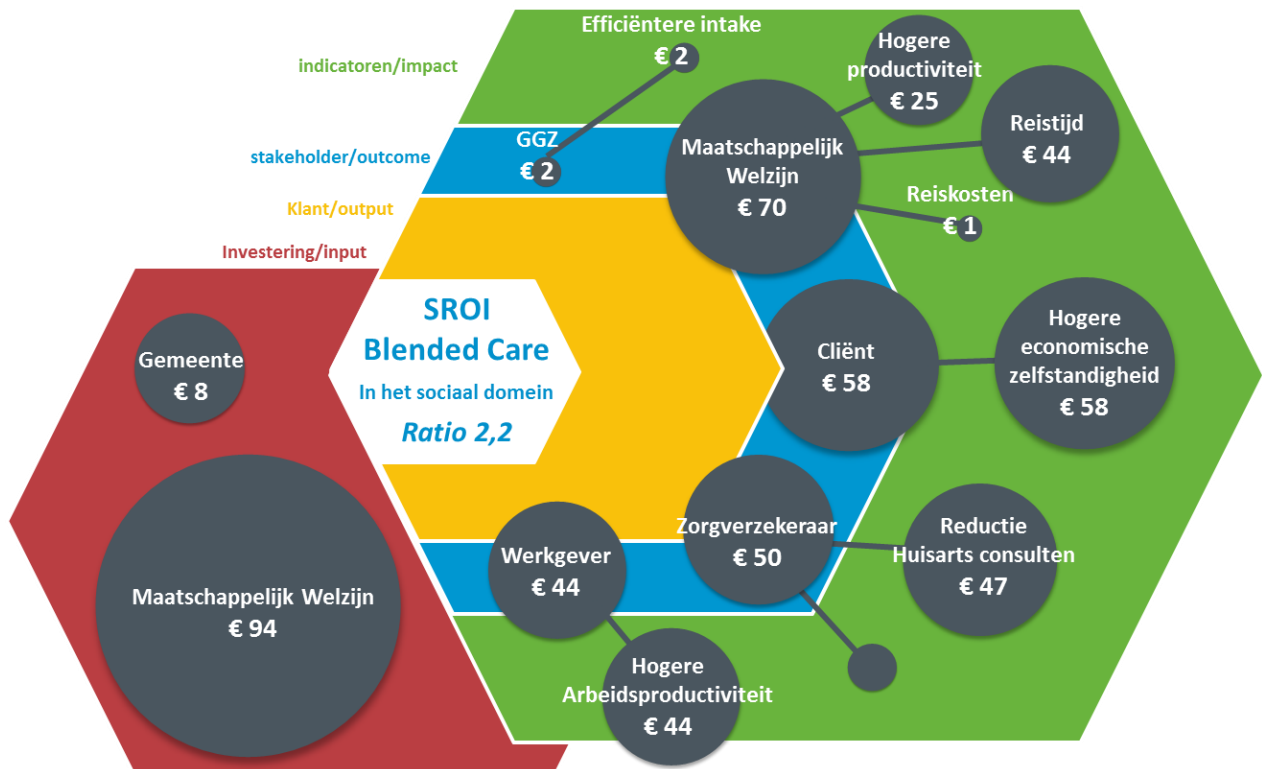 Efficiëntere intake
€ 2
Hogere
productiviteit
€ 25
indicatoren/impact
Reistijd
€ 44
GGZ
€ 2
stakeholder/outcome
Maatschappelijk
Welzijn
€ 70
Reiskosten
€ 1
Klant/output
Investering/input
SROI
Blended Care
In het sociaal domein
Ratio 2,2
Gemeente
€ 8
Cliënt
€ 58
Hogere
economische
zelfstandigheid
€ 58
Maatschappelijk Welzijn
€ 94
Werkgever
€ 44
Zorgverzekeraar
€ 50
Reductie
Huisarts consulten
€ 47
Hogere
Arbeidsproductiviteit
€ 44